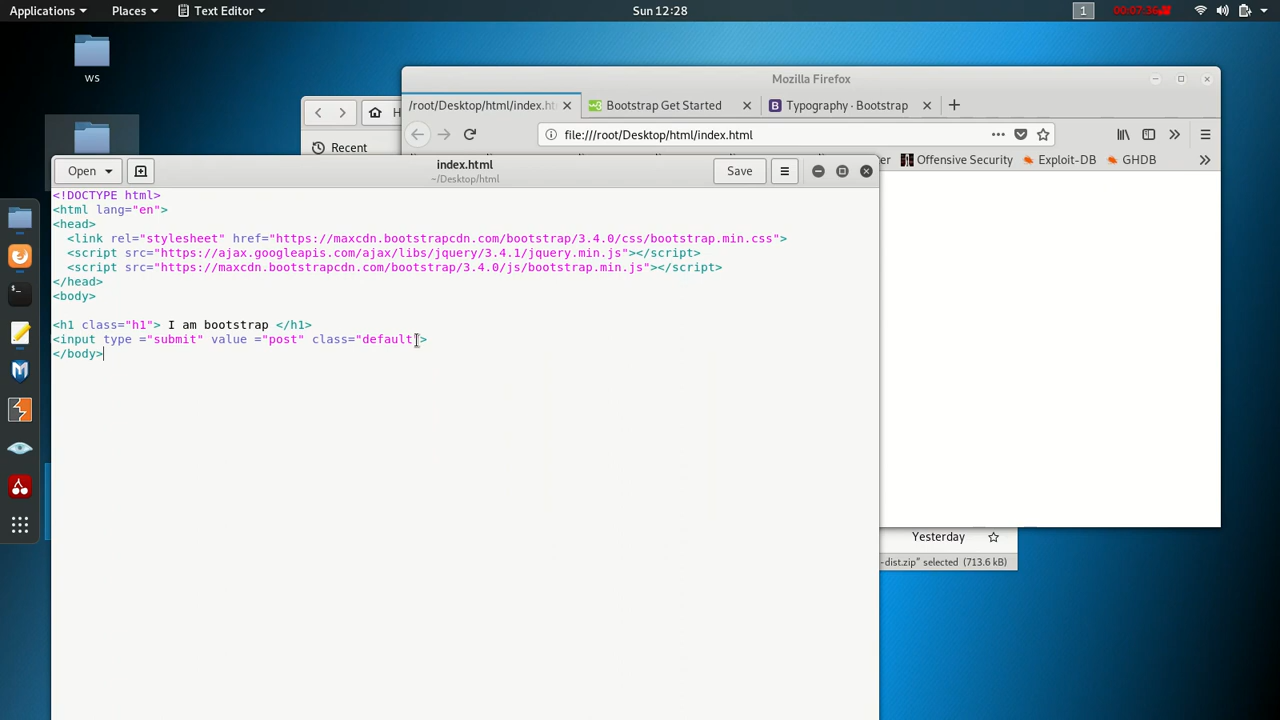 Applications Places Text Editor Sun 12:28 1 00:07:36
ws
Mozilla Firefox
/root/Desktop/html/index.ht Bootstrap Get Started Typography · Bootstrap
file:///root/Desktop/html/index.html
Recent
Offensive Security Exploit-DB GHDB
Open index.html Save
~/Desktop/html
<!DOCTYPE html>
<html lang="en">
<head>
<link rel="stylesheet" href="https://maxcdn.bootstrapcdn.com/bootstrap/3.4.0/css/bootstrap.min.css">
<script src="https://ajax.googleapis.com/ajax/libs/jquery/3.4.1/jquery.min.js"></script>
<script src="https://maxcdn.bootstrapcdn.com/bootstrap/3.4.0/js/bootstrap.min.js"></script>
</head>
<body>
<h1 class="h1"> I am bootstrap </h1>
<input type ="submit" value ="post" class="default">
</body>
Yesterday
-dist.zip" selected (713.6 kB)